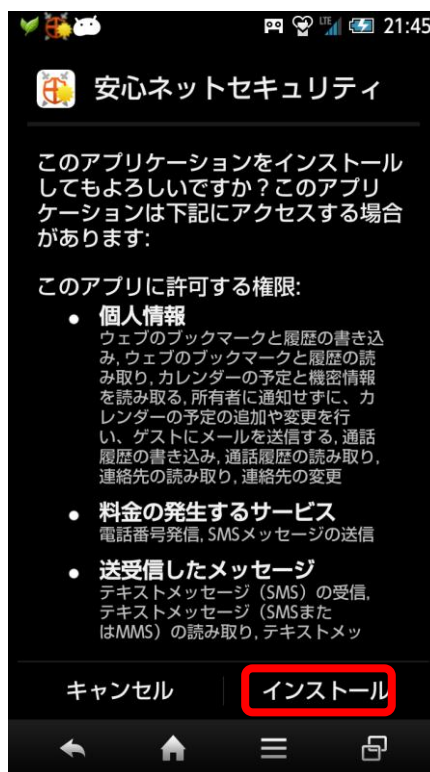 LTE 21:45
安心ネットセキュリティ
このアプリケーションをインストール
してもよろしいですか？このアプリ
ケーションは下記にアクセスする場合
があります:
このアプリに許可する権限:
● 個人情報
ウェブのブックマークと履歴の書き込
み, ウェブのブックマークと履歴の読
み取り, カレンダーの予定と機密情報
を読み取る, 所有者に通知せずに、カ
レンダーの予定の追加や変更を行
い、ゲストにメールを送信する, 通話
履歴の書き込み, 通話履歴の読み取り,
連絡先の読み取り, 連絡先の変更
● 料金の発生するサービス
電話番号発信, SMSメッセージの送信
● 送受信したメッセージ
テキストメッセージ（SMS）の受信,
テキストメッセージ（SMSまた
はMMS）の読み取り, テキストメッ
キャンセル インストール